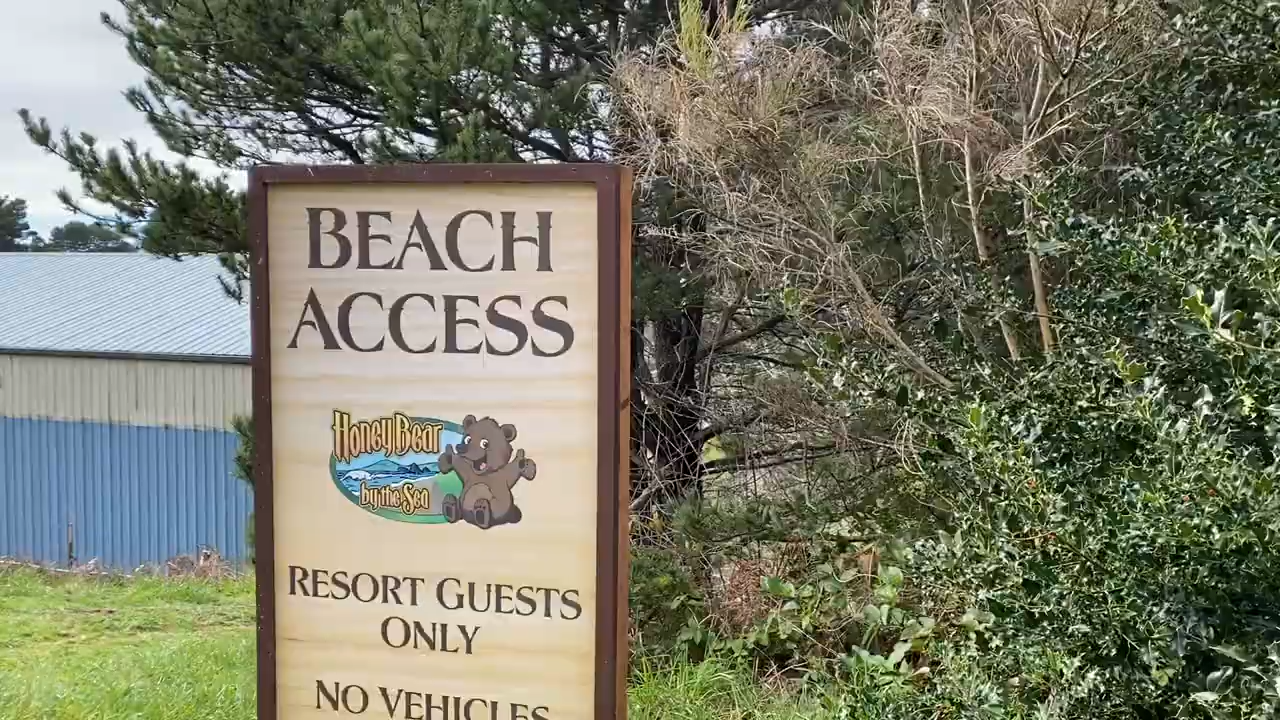 BEACH
ACCESS
HoneyBear
by the Sea
RESORT GUESTS
ONLY
NO VEHICLES